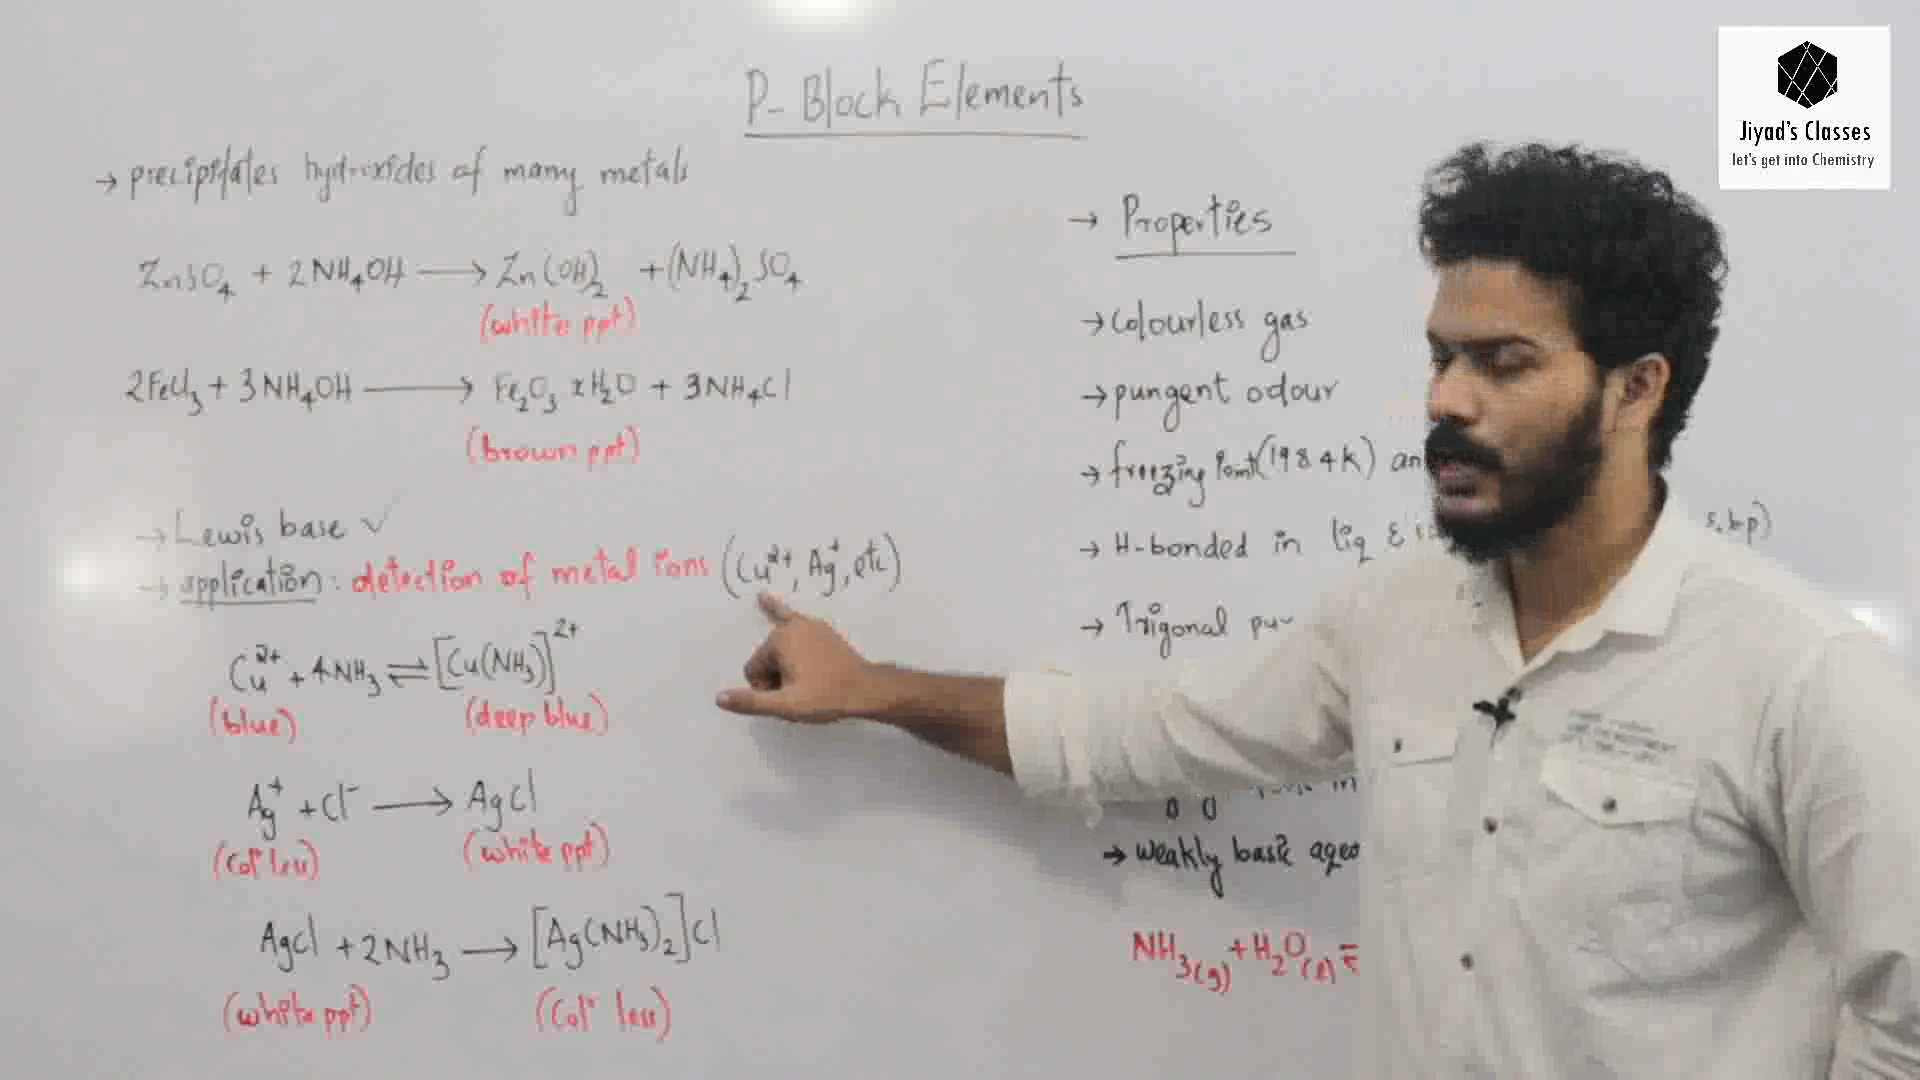 P- Block Elements
→ precipitates hydroxides of many metals
ZnSO₄ + 2NH₄OH ⟶ Zn(OH)₂ + (NH₄)₂SO₄
(white ppt)
2FeCl₃ + 3NH₄OH ⟶ Fe₂O₃ xH₂O + 3NH₄Cl
(brown ppt)
→ Lewis base ✓
→ application: detection of metal ions (Cu²⁺, Ag⁺, etc)
Cu²⁺ + 4NH₃ ⇌ [Cu(NH₃)]²⁺
(blue) (deep blue)
Ag⁺ + Cl⁻ ⟶ AgCl
(Colʳ less) (white ppt)
AgCl + 2NH₃ ⟶ [Ag(NH₃)₂]Cl
(white ppt) (Colʳ less)
→ Properties
→ Colourless gas
→ pungent odour
→ freezing Point (198.4K) an
→ H-bonded in liq &
s, b.p)
→ Trigonal
→ weakly basic aqeo
NH₃(g) + H₂O(l) ⇌
Jiyad's Classes
let's get into Chemistry